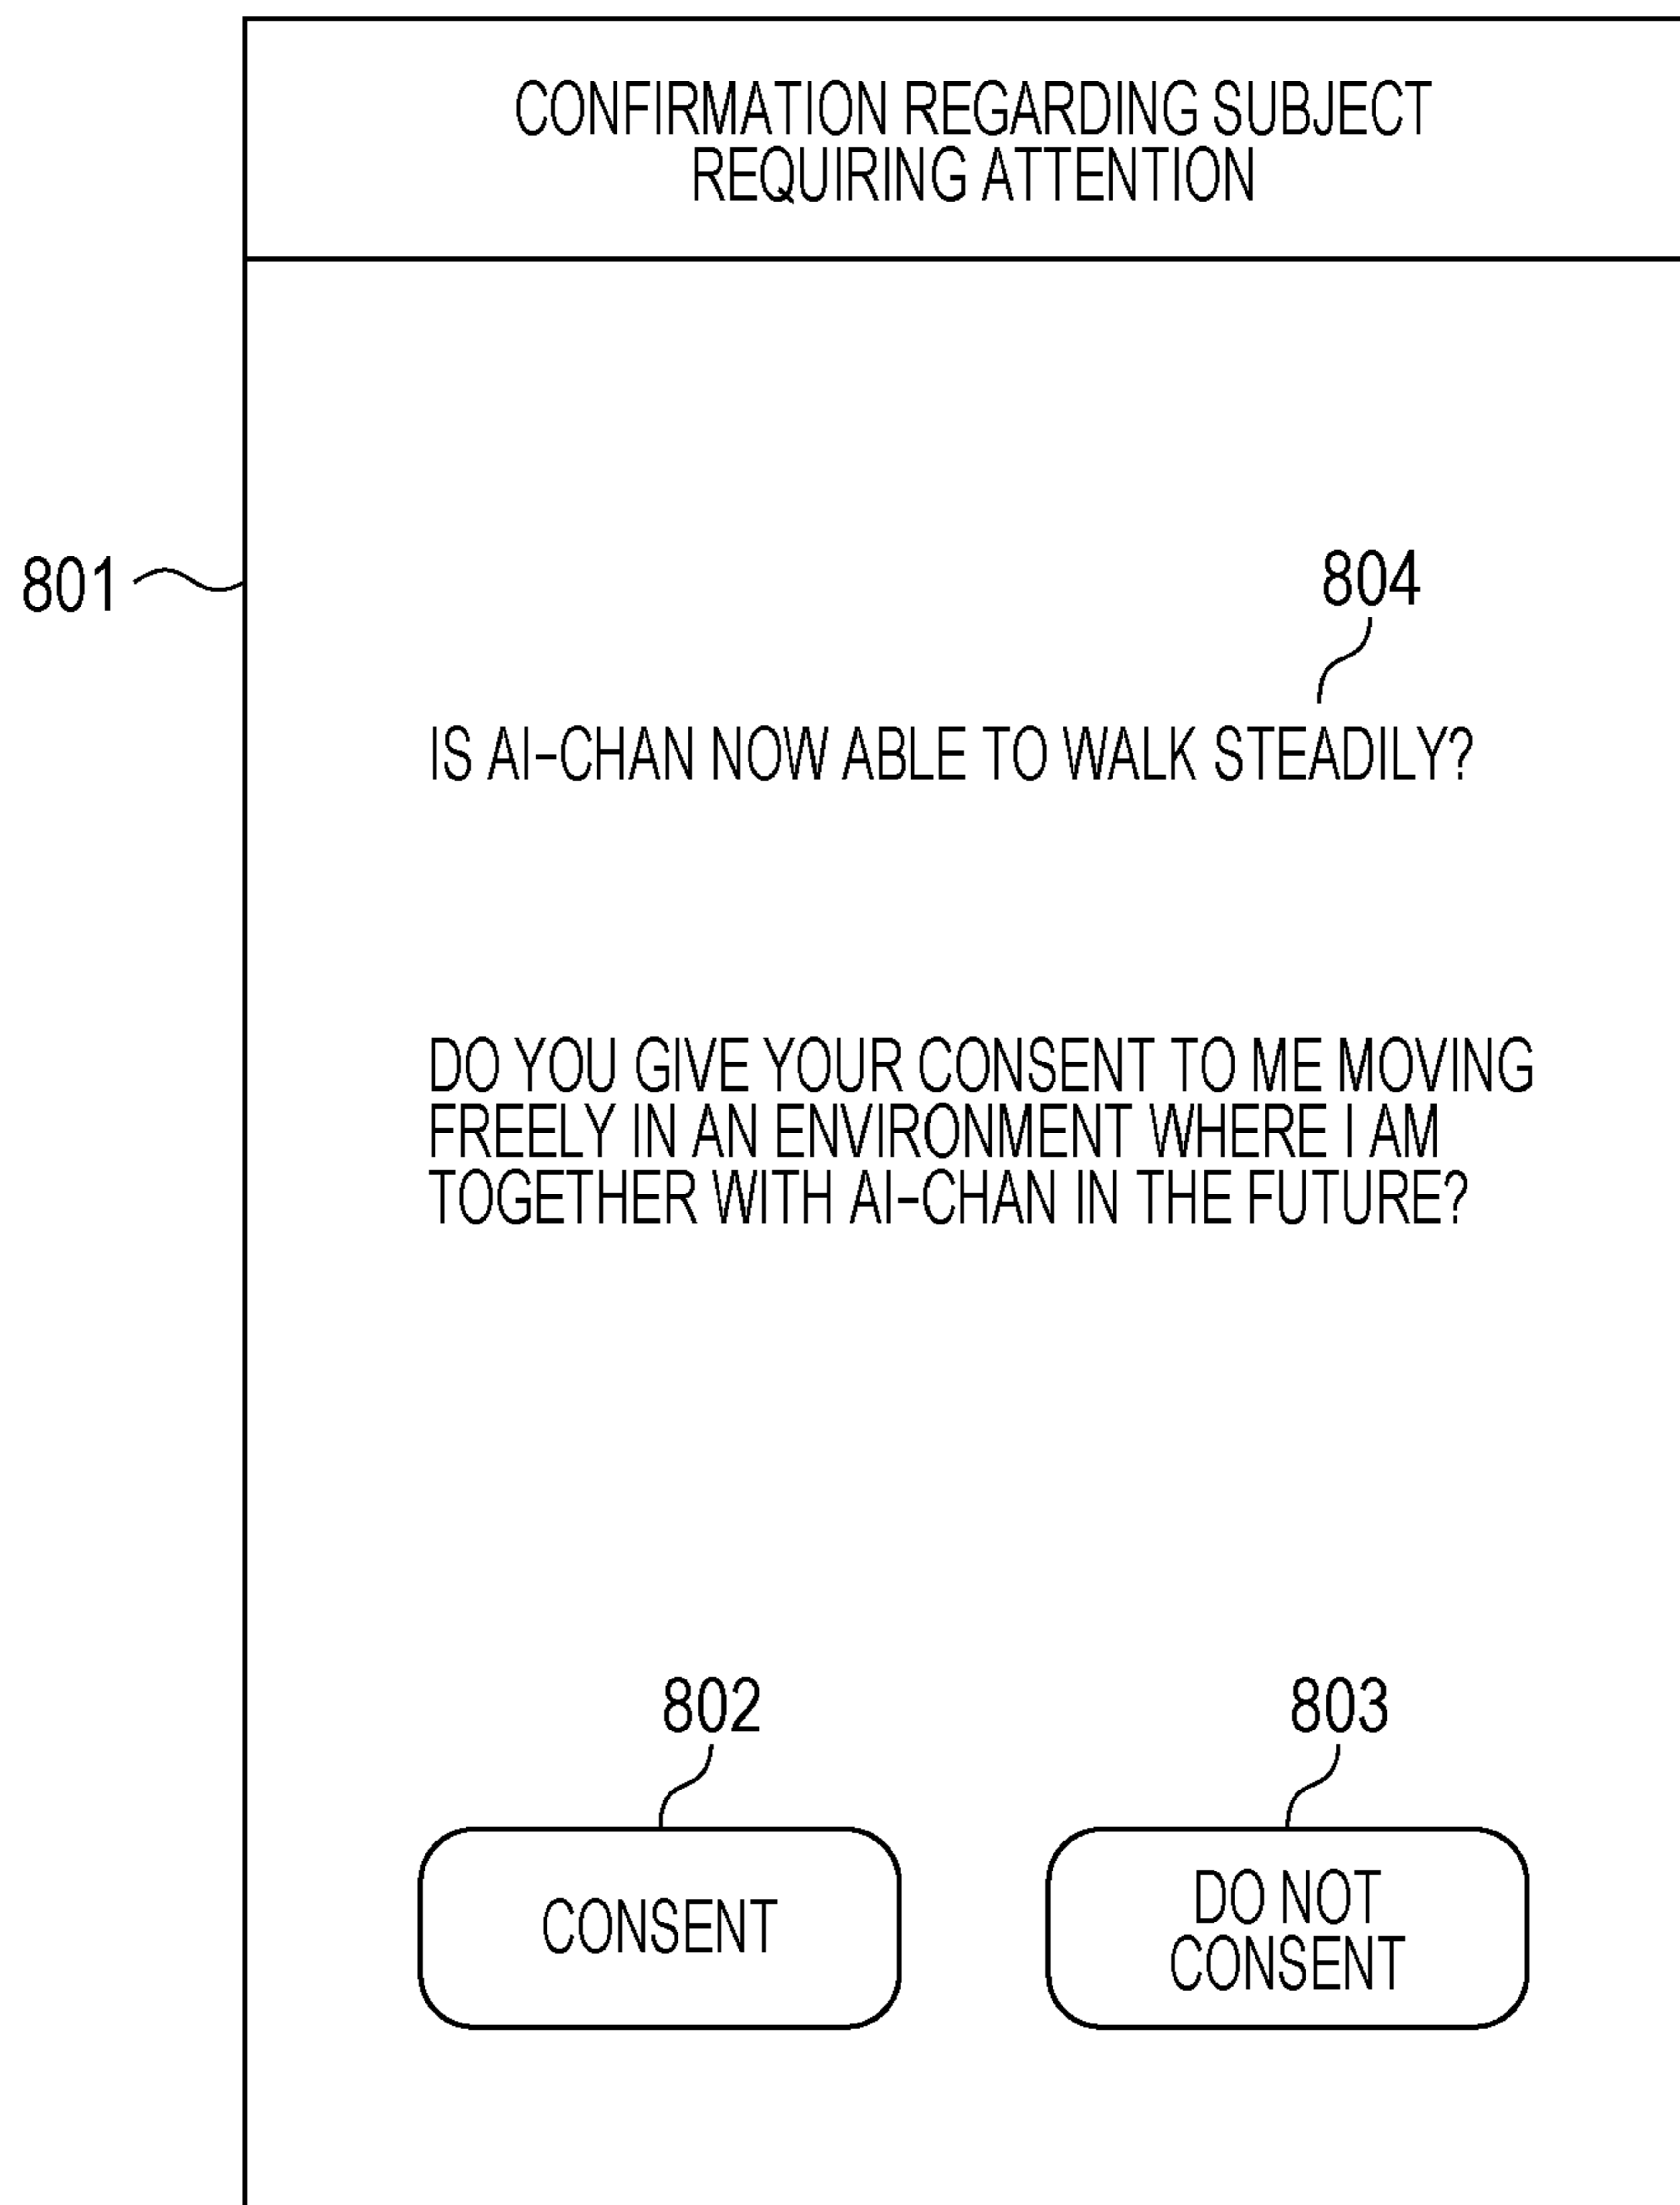 CONFIRMATION REGARDING SUBJECT
REQUIRING ATTENTION
801
804
IS AI-CHAN NOW ABLE TO WALK STEADILY?
DO YOU GIVE YOUR CONSENT TO ME MOVING
FREELY IN AN ENVIRONMENT WHERE I AM
TOGETHER WITH AI-CHAN IN THE FUTURE?
802
803
CONSENT
DO NOT
CONSENT